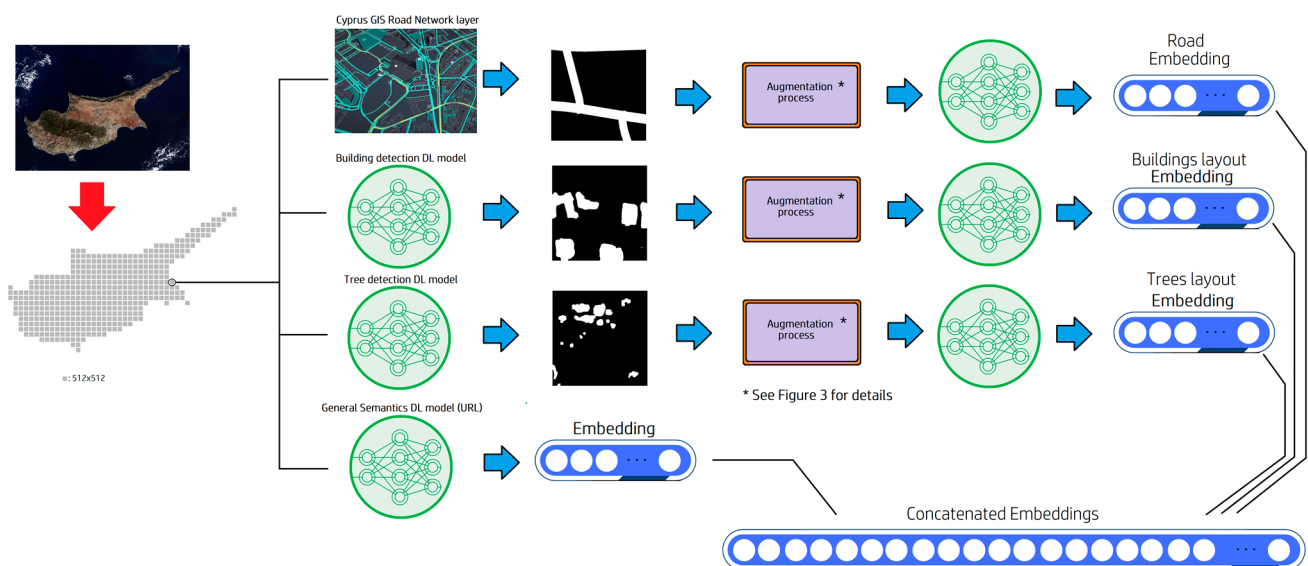 Cyprus GIS Road Network layer
Road
Embedding
Augmentation *
process
Building detection DL model
Buildings layout
Embedding
Augmentation *
process
Tree detection DL model
Trees layout
Embedding
Augmentation *
process
: 512x512
* See Figure 3 for details
General Semantics DL model (URL)
Embedding
Concatenated Embeddings